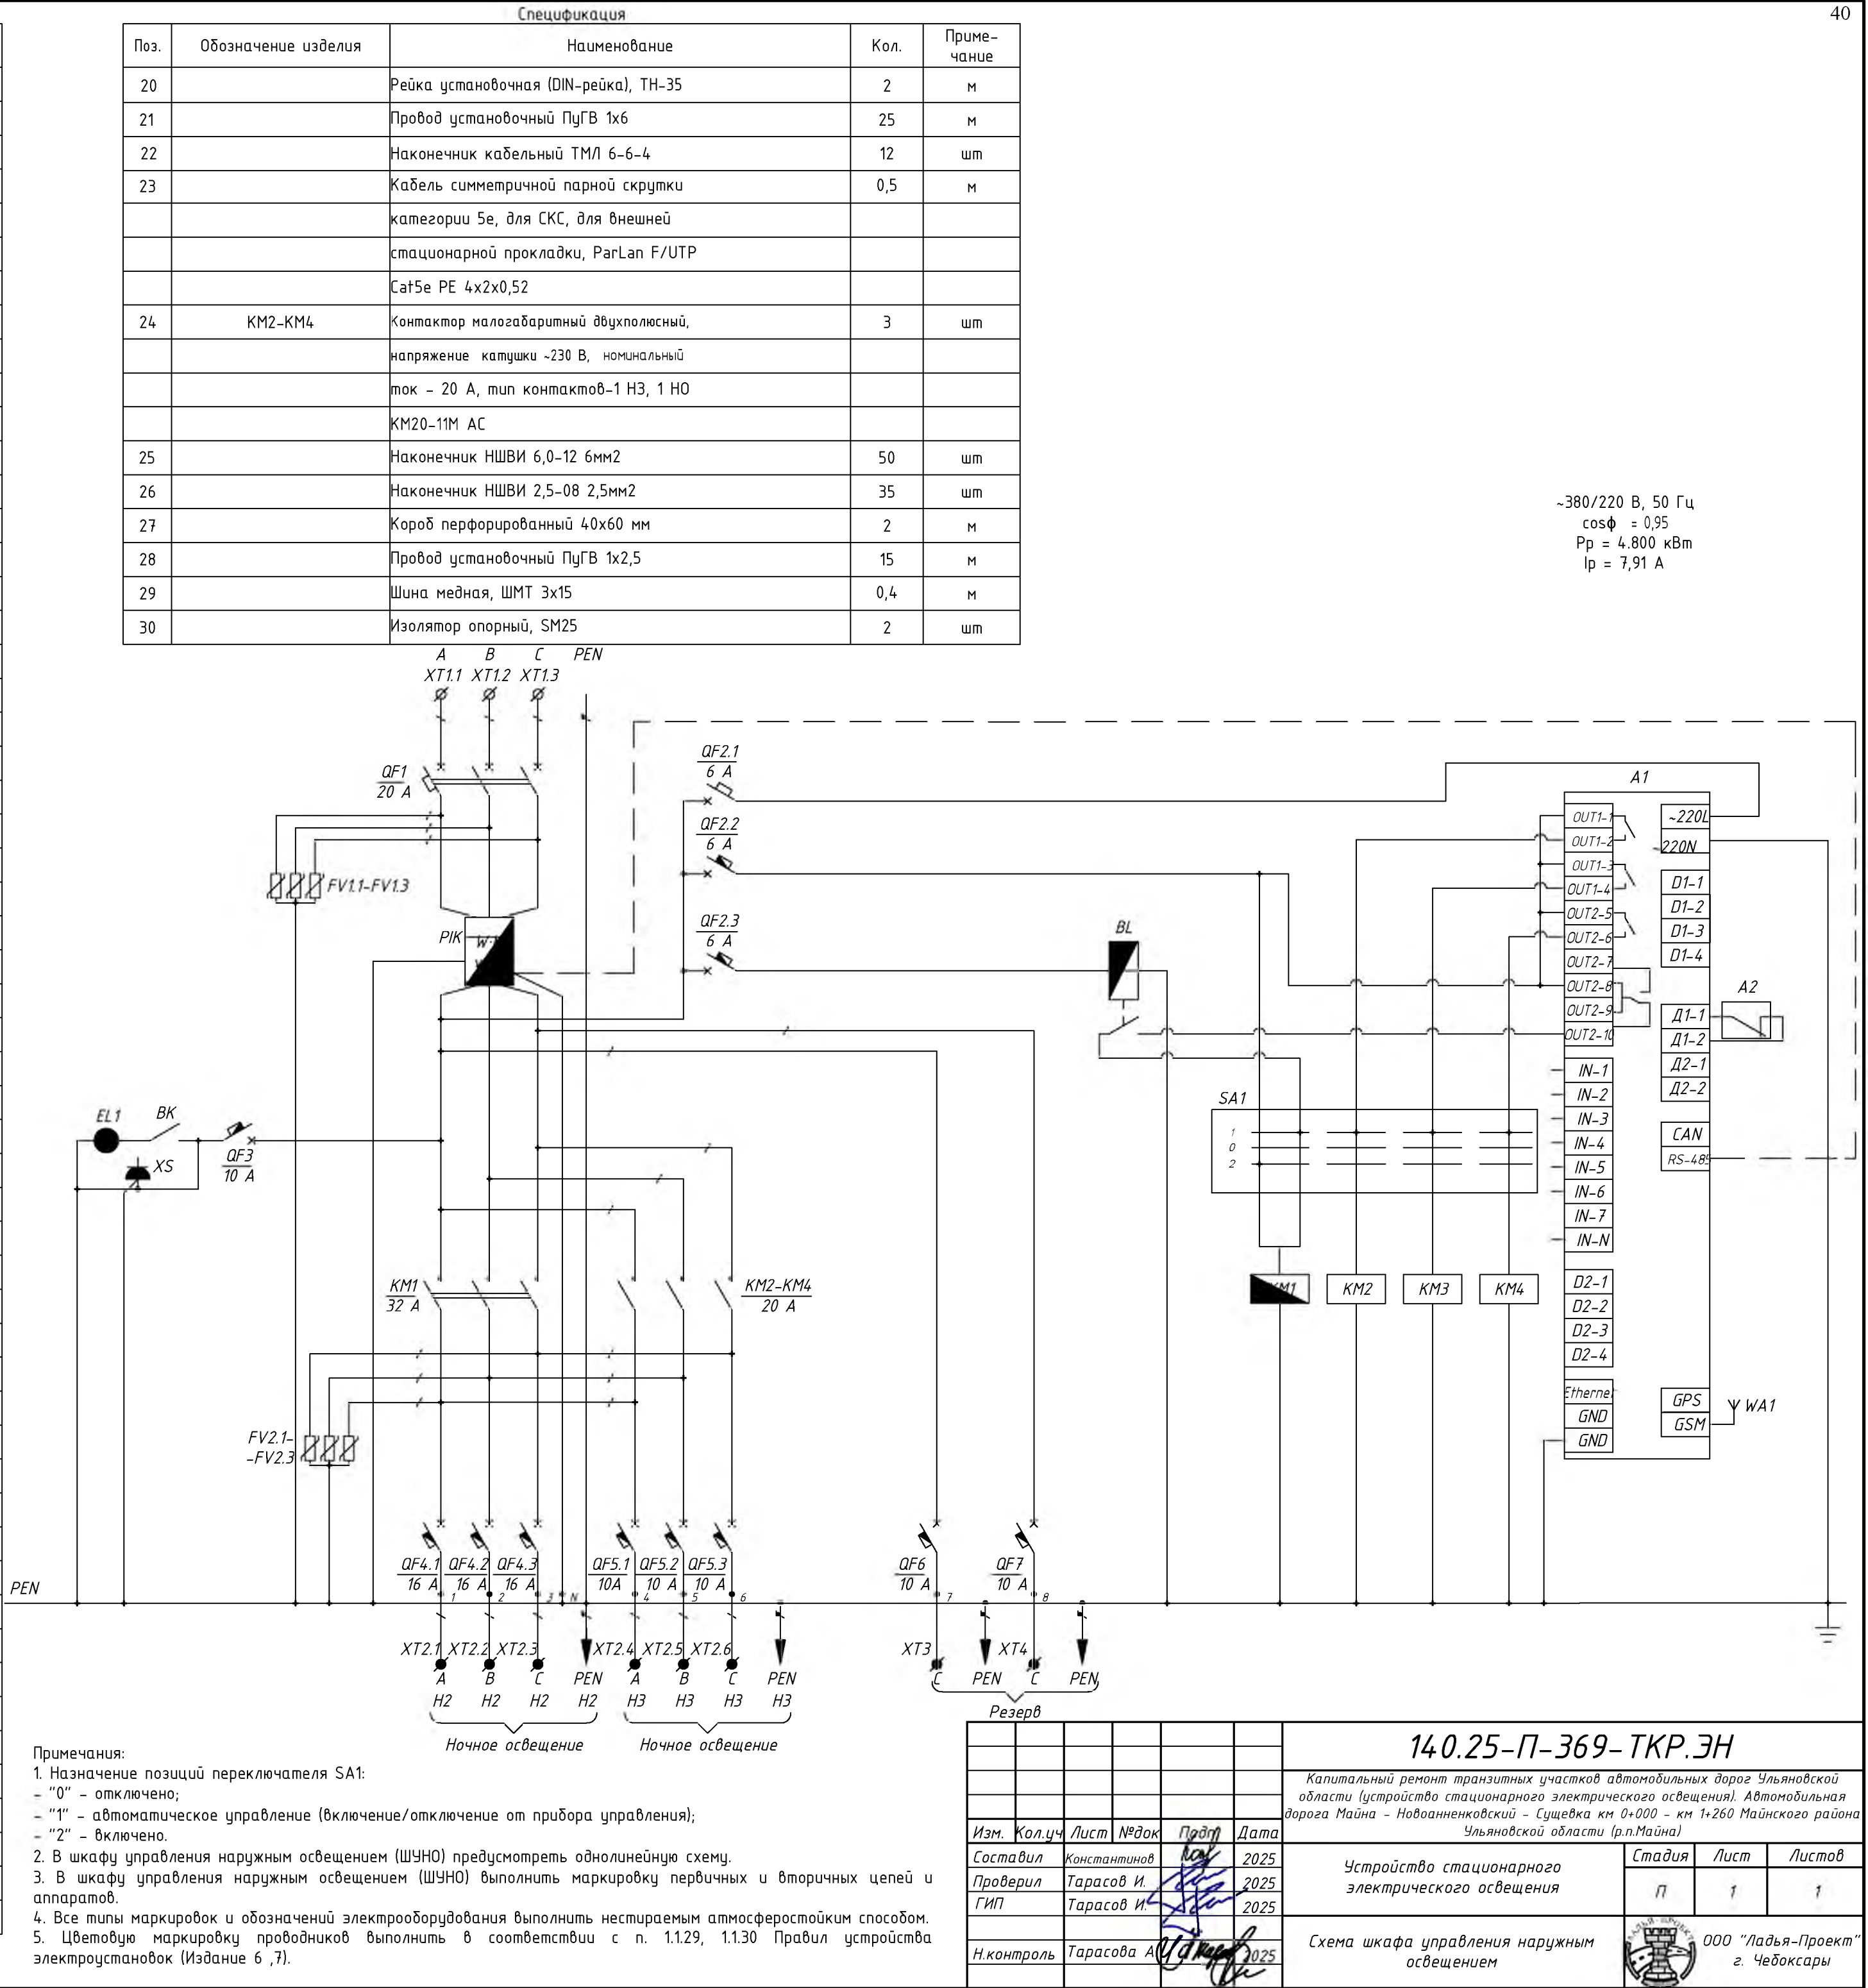 40
Спецификация
Поз. Обозначение изделия Наименование Кол. Приме-
чание
20 Рейка установочная (DIN-рейка), ТН-35 2 м
21 Провод установочный ПуГВ 1х6 25 м
22 Наконечник кабельный ТМЛ 6-6-4 12 шт
23 Кабель симметричной парной скрутки 0,5 м
категории 5е, для СКС, для внешней
стационарной прокладки, ParLan F/UTP
Cat5e PE 4х2х0,52
24 КМ2-КМ4 Контактор малогабаритный двухполюсный, 3 шт
напряжение катушки ~230 В, номинальный
ток - 20 А, тип контактов-1 НЗ, 1 НО
КМ20-11М АС
25 Наконечник НШВИ 6,0-12 6мм2 50 шт
26 Наконечник НШВИ 2,5-08 2,5мм2 35 шт
27 Короб перфорированный 40х60 мм 2 м
28 Провод установочный ПуГВ 1х2,5 15 м
29 Шина медная, ШМТ 3х15 0,4 м
30 Изолятор опорный, SM25 2 шт
~380/220 В, 50 Гц
cosф = 0,95
Рр = 4.800 кВт
Iр = 7,91 А
A B C PEN
XT1.1 XT1.2 XT1.3
QF1
20 А
QF2.1
6 А
QF2.2
6 А
QF2.3
6 А
FV1.1-FV1.3
PIK
BL
A1
OUT1-1
OUT1-2
OUT1-3
OUT1-4
OUT2-5
OUT2-6
OUT2-7
OUT2-8
OUT2-9
OUT2-10
IN-1
IN-2
IN-3
IN-4
IN-5
IN-6
IN-7
IN-N
D2-1
D2-2
D2-3
D2-4
Etherne
GND
GND
~220L
~220N
D1-1
D1-2
D1-3
D1-4
Д1-1
Д1-2
Д2-1
Д2-2
CAN
RS-485
GPS
GSM
A2
WA1
EL1 BK
XS
QF3
10 А
SA1
1
0
2
KM1
32 А
KM2-KM4
20 А
KM1 KM2 KM3 KM4
FV2.1-
-FV2.3
QF4.1 QF4.2 QF4.3 QF5.1 QF5.2 QF5.3 QF6 QF7
16 А 16 А 16 А 10А 10 А 10 А 10 А 10 А
PEN
1 2 3 N 4 5 6 7 8
XT2.1 XT2.2 XT2.3 XT2.4 XT2.5 XT2.6 XT3 XT4
A B C PEN A B C PEN C PEN C PEN
Н2 Н2 Н2 Н2 Н3 Н3 Н3 Н3
Ночное освещение Ночное освещение
Резерв
Примечания:
1. Назначение позиций переключателя SA1:
- "0" - отключено;
- "1" - автоматическое управление (включение/отключение от прибора управления);
- "2" - включено.
2. В шкафу управления наружным освещением (ШУНО) предусмотреть однолинейную схему.
3. В шкафу управления наружным освещением (ШУНО) выполнить маркировку первичных и вторичных цепей и
аппаратов.
4. Все типы маркировок и обозначений электрооборудования выполнить нестираемым атмосферостойким способом.
5. Цветовую маркировку проводников выполнить в соответствии с п. 1.1.29, 1.1.30 Правил устройства
электроустановок (Издание 6 ,7).
140.25-П-369-ТКР.ЭН
Капитальный ремонт транзитных участков автомобильных дорог Ульяновской
области (устройство стационарного электрического освещения). Автомобильная
дорога Майна - Новоанненковский - Сущевка км 0+000 - км 1+260 Майнского района
Ульяновской области (р.п.Майна)
Изм. Кол.уч Лист №док Подп Дата
Составил Константинов 2025
Проверил Тарасов И. 2025
ГИП Тарасов И. 2025
Н.контроль Тарасова А 2025
Устройство стационарного
электрического освещения
Стадия Лист Листов
П 1 1
Схема шкафа управления наружным
освещением
ЛАДЬЯ-ПРОЕКТ
ООО "Ладья-Проект"
г. Чебоксары